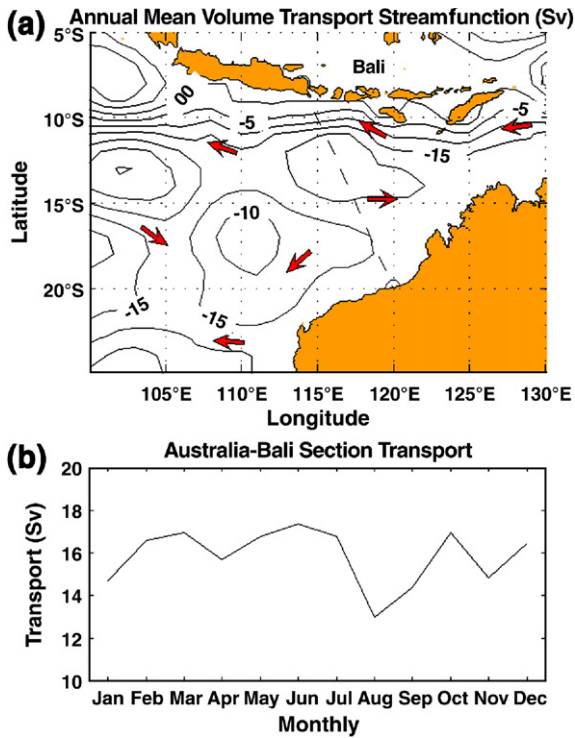 Annual Mean Volume Transport Streamfunction (Sv)
(a)
5°S
Bali
00
-5
-5
10°S
-15
Latitude
15°S
-10
20°S
-15
-15
105°E 110°E 115°E 120°E 125°E 130°E
Longitude
(b)
Australia-Bali Section Transport
20
18
16
14
12
10
Transport (Sv)
Jan Feb Mar Apr May Jun Jul Aug Sep Oct Nov Dec
Monthly